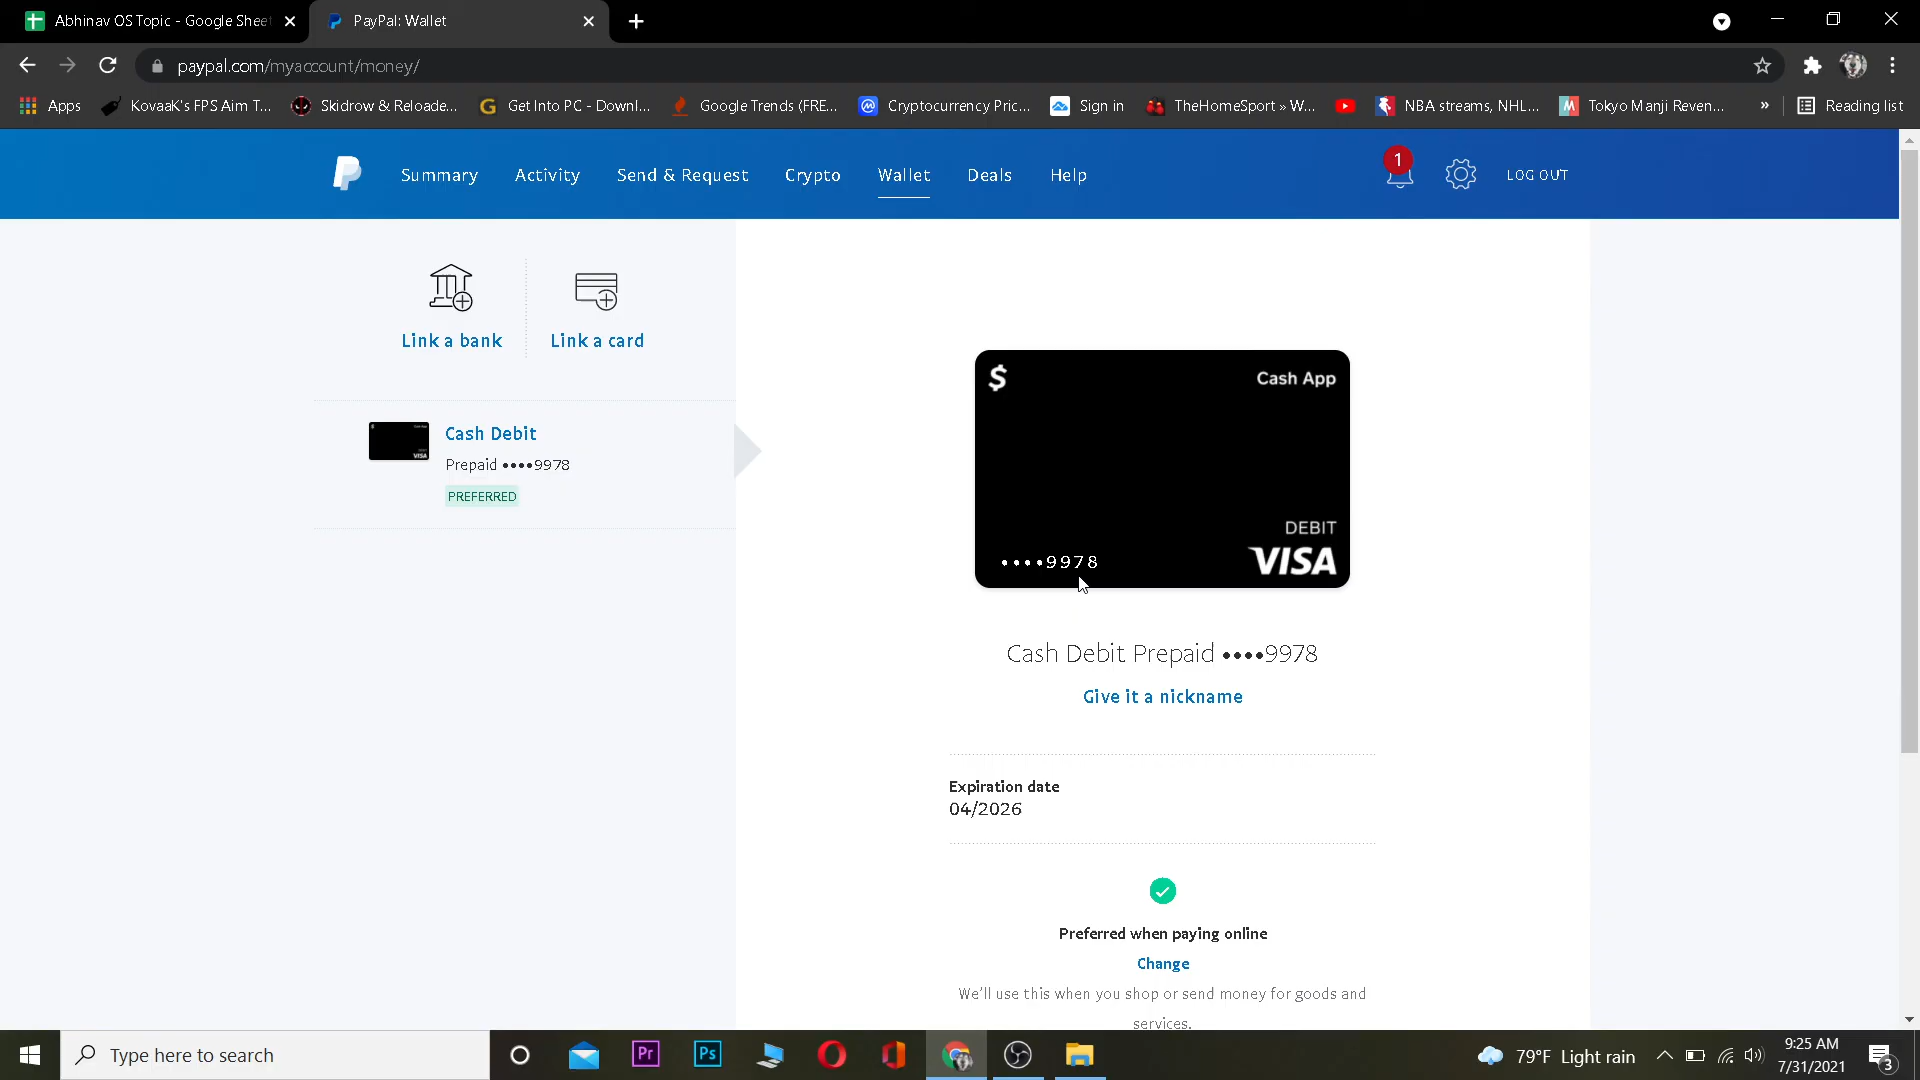 Abhinav OS Topic - Google Sheet
PayPal: Wallet
paypal.com/myaccount/money/
Apps
KovaaK's FPS Aim T...
Skidrow & Reloade...
Get Into PC - Downl...
Google Trends (FRE...
Cryptocurrency Pric...
Sign in
TheHomeSport » W...
NBA streams, NHL...
Tokyo Manji Reven...
»
Reading list
Summary
Activity
Send & Request
Crypto
Wallet
Deals
Help
1
LOG OUT
Link a bank
Link a card
Cash Debit
Prepaid ••••9978
PREFERRED
$
Cash App
DEBIT
VISA
••••9978
Cash Debit Prepaid ••••9978
Give it a nickname
Expiration date
04/2026
Preferred when paying online
Change
We'll use this when you shop or send money for goods and
services.
Type here to search
Pr
Ps
79°F Light rain
9:25 AM
7/31/2021
3